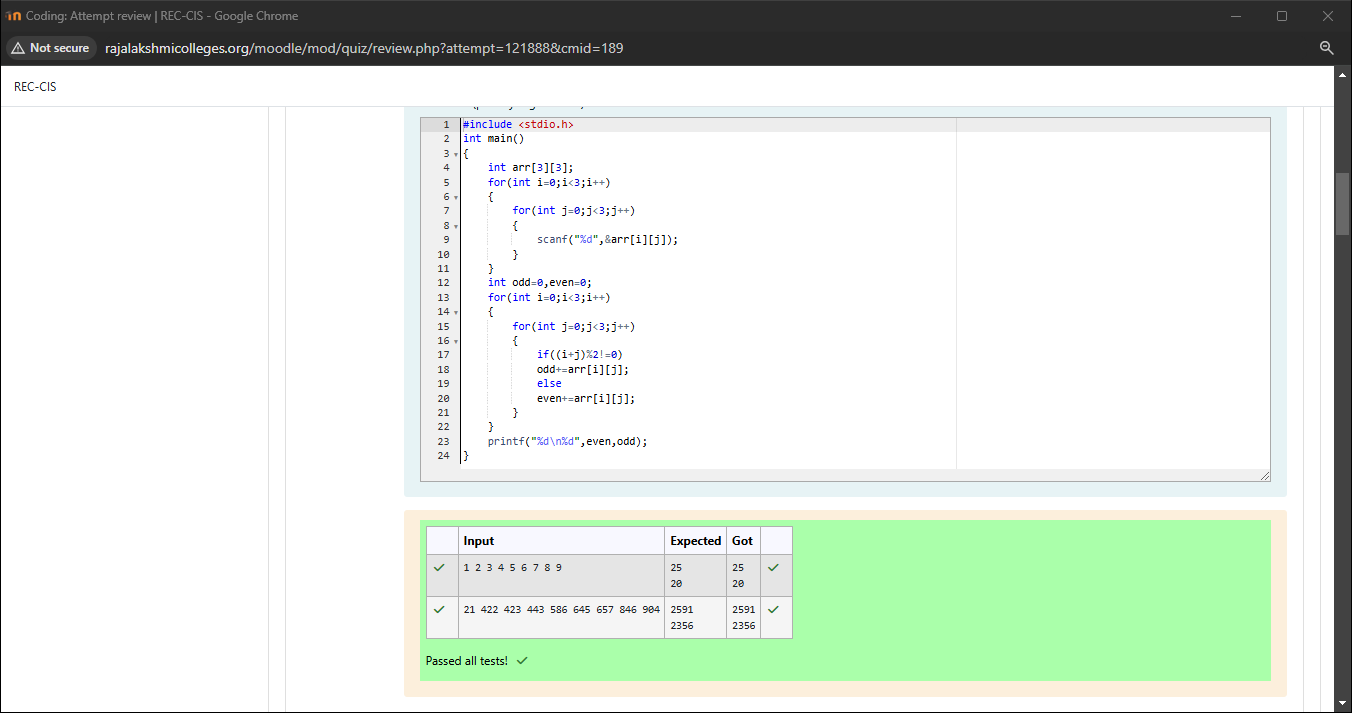 Coding: Attempt review | REC-CIS - Google Chrome
Not secure rajalakshmicolleges.org/moodle/mod/quiz/review.php?attempt=121888&cmid=189
REC-CIS
1 #include <stdio.h>
2 int main()
3 {
4 int arr[3][3];
5 for(int i=0;i<3;i++)
6 {
7 for(int j=0;j<3;j++)
8 {
9 scanf("%d",&arr[i][j]);
10 }
11 }
12 int odd=0,even=0;
13 for(int i=0;i<3;i++)
14 {
15 for(int j=0;j<3;j++)
16 {
17 if((i+j)%2!=0)
18 odd+=arr[i][j];
19 else
20 even+=arr[i][j];
21 }
22 }
23 printf("%d\n%d",even,odd);
24 }
Input Expected Got
1 2 3 4 5 6 7 8 9 25 25
20 20
21 422 423 443 586 645 657 846 904 2591 2591
2356 2356
Passed all tests!